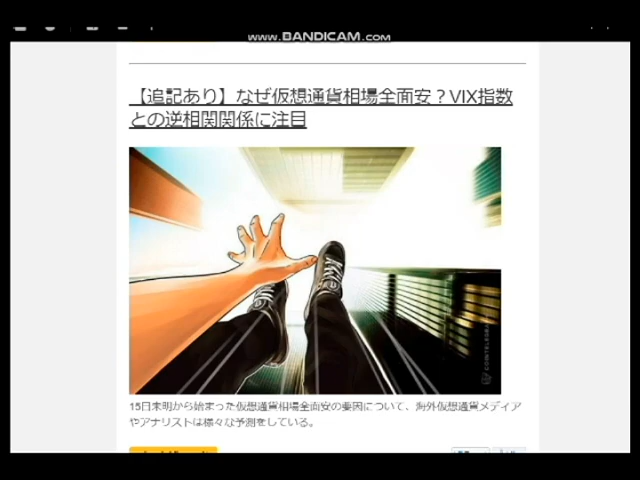 www.BANDICAM.com
【追記あり】なぜ仮想通貨相場全面安？VIX指数
との逆相関関係に注目
COINTELEGRAPH
15日未明から始まった仮想通貨相場全面安の要因について、海外仮想通貨メディア
やアナリストは様々な予測をしている。